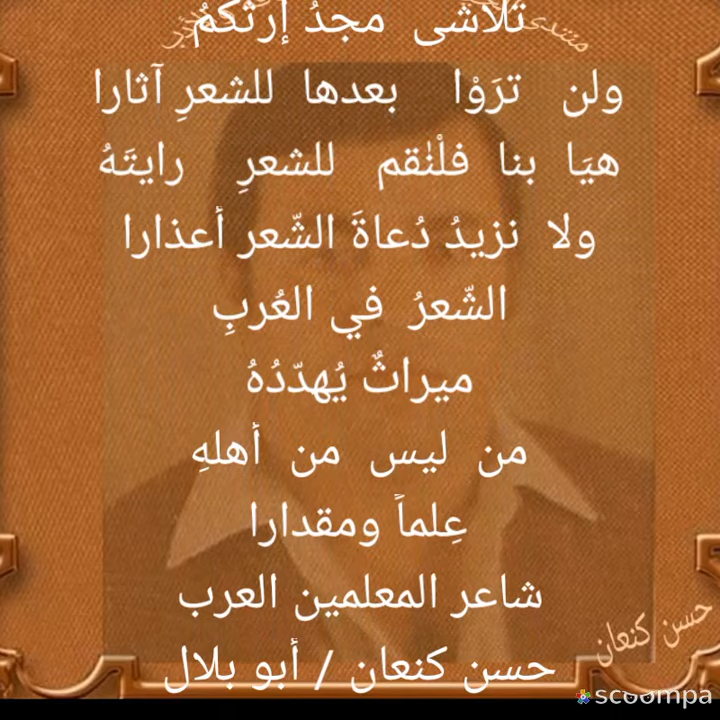 تلاشى مجدُ إرثكمُ
ولن ترَوْا بعدها للشعرِ آثارا
هيَا بنا فلْنُقم للشعرِ رايتَهُ
ولا نزيدُ دُعاةَ الشّعر أعذارا
الشّعرُ في العُربِ
ميراثٌ يُهدّدُهُ
من ليس من أهلهِ
عِلماً ومقدارا
شاعر المعلمين العرب
حسن كنعان / أبو بلال
حسن كنعان
scoompa